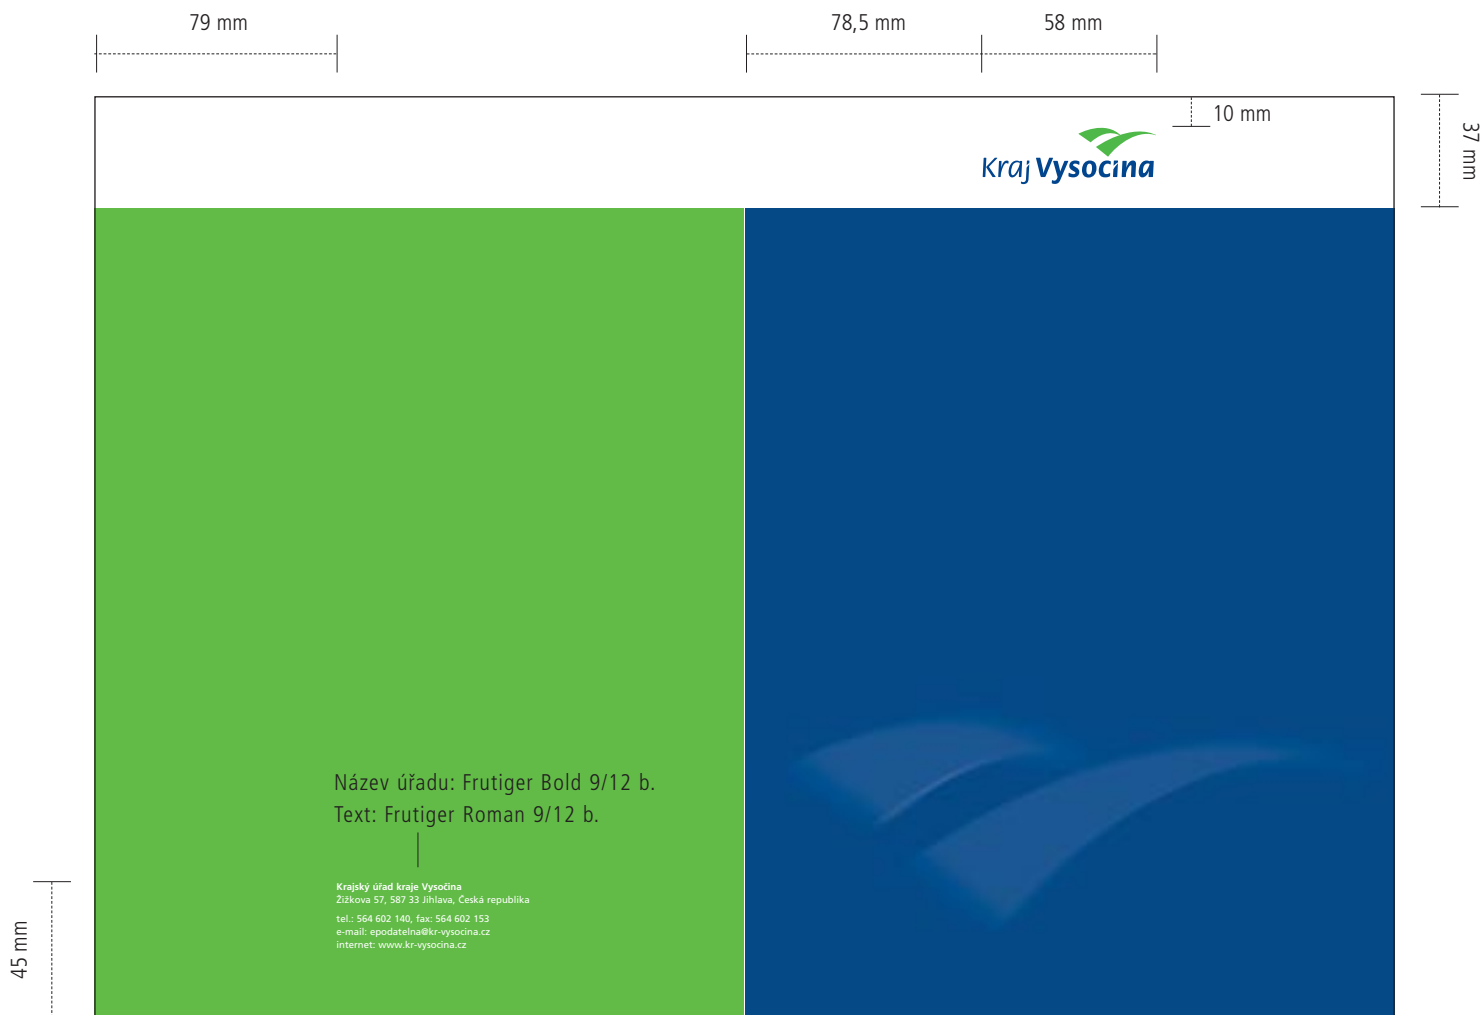 79 mm
78,5 mm
58 mm
10 mm
37 mm
Kraj Vysočina
Název úřadu: Frutiger Bold 9/12 b.
Text: Frutiger Roman 9/12 b.
Krajský úřad kraje Vysočina
Žižkova 57, 587 33 Jihlava, Česká republika
tel.: 564 602 140, fax: 564 602 153
e-mail: epodatelna@kr-vysocina.cz
internet: www.kr-vysocina.cz
45 mm